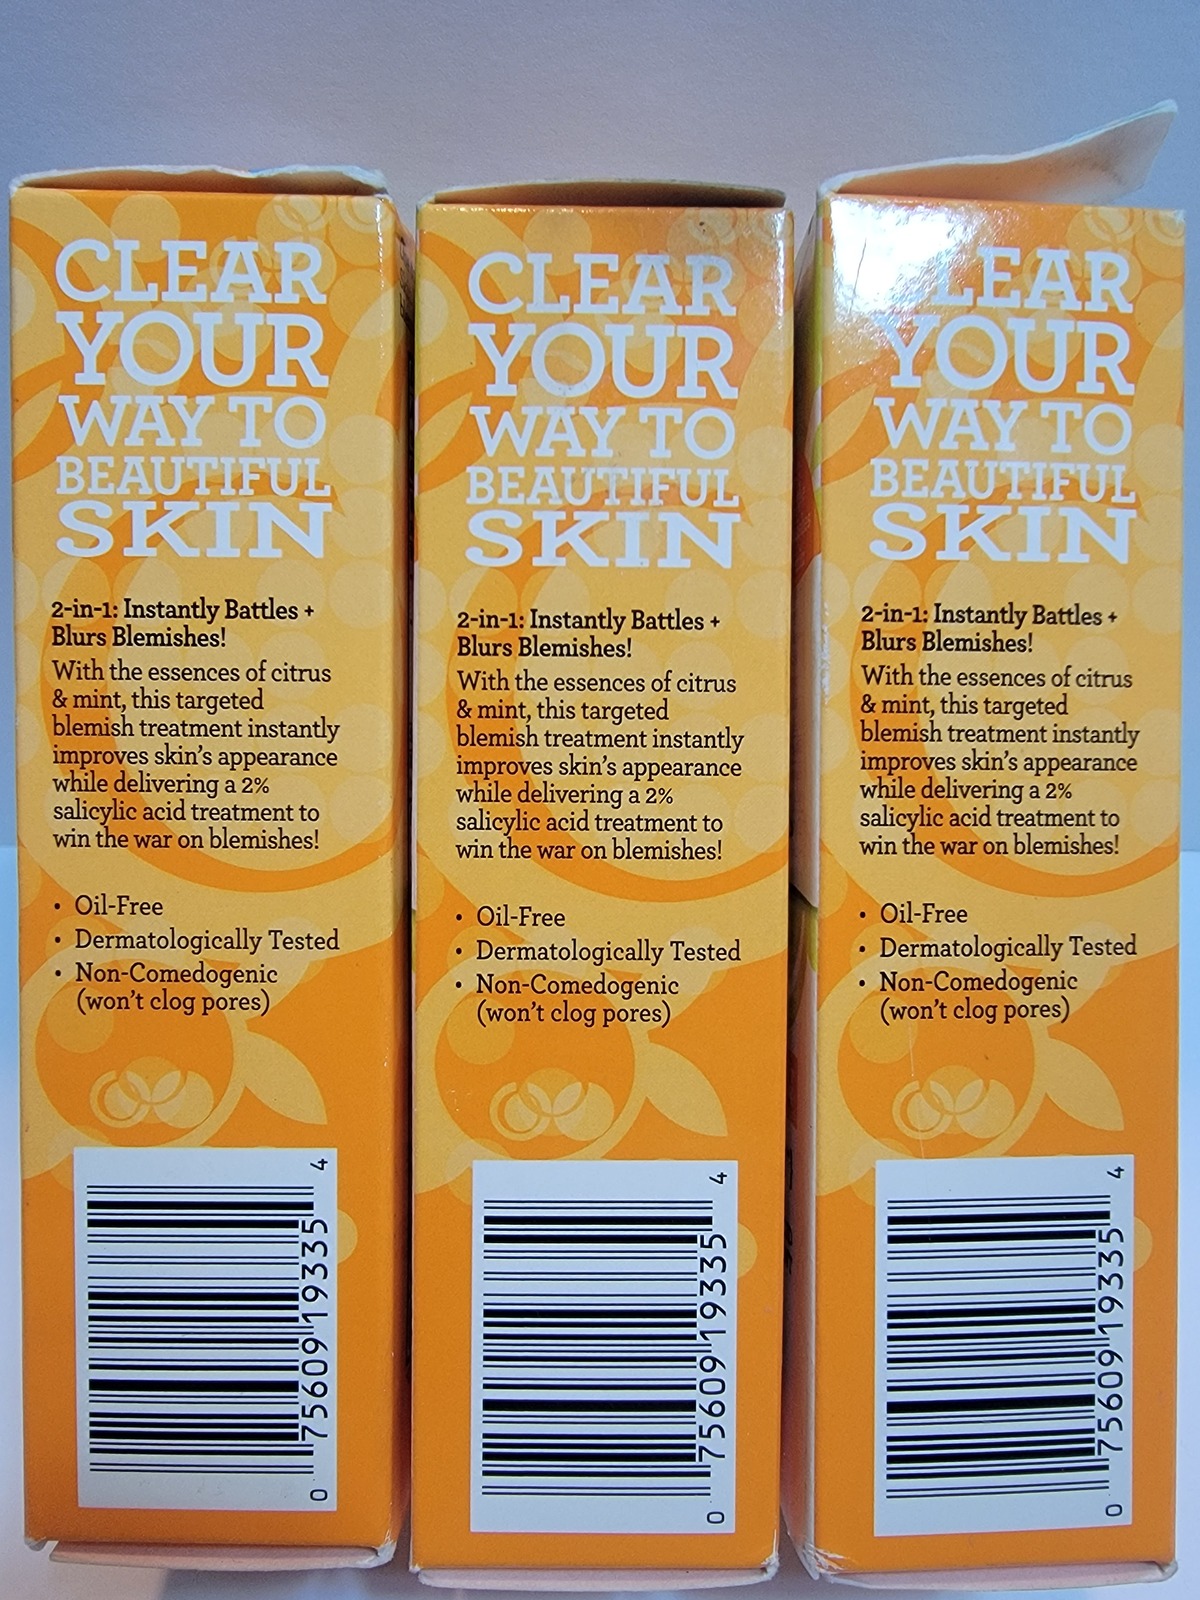 CLEAR
YOUR
WAY TO
BEAUTIFUL
SKIN
2-in-1: Instantly Battles +
Blurs Blemishes!
With the essences of citrus
& mint, this targeted
blemish treatment instantly
improves skin's appearance
while delivering a 2%
salicylic acid treatment to
win the war on blemishes!
• Oil-Free
• Dermatologically Tested
• Non-Comedogenic
(won't clog pores)
0 75609 19335 4
CLEAR
YOUR
WAY TO
BEAUTIFUL
SKIN
2-in-1: Instantly Battles +
Blurs Blemishes!
With the essences of citrus
& mint, this targeted
blemish treatment instantly
improves skin's appearance
while delivering a 2%
salicylic acid treatment to
win the war on blemishes!
• Oil-Free
• Dermatologically Tested
• Non-Comedogenic
(won't clog pores)
0 75609 19335 4
CLEAR
YOUR
WAY TO
BEAUTIFUL
SKIN
2-in-1: Instantly Battles +
Blurs Blemishes!
With the essences of citrus
& mint, this targeted
blemish treatment instantly
improves skin's appearance
while delivering a 2%
salicylic acid treatment to
win the war on blemishes!
• Oil-Free
• Dermatologically Tested
• Non-Comedogenic
(won't clog pores)
0 75609 19335 4